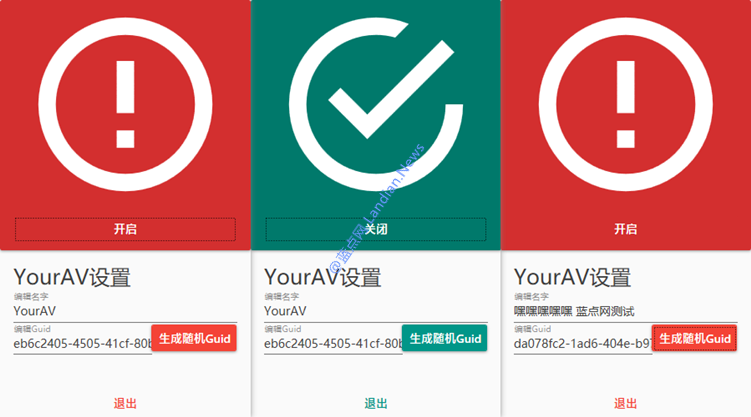 开启
YourAV设置
编辑名字
YourAV
编辑Guid
eb6c2405-4505-41cf-80b
生成随机Guid
退出
关闭
YourAV设置
编辑名字
YourAV
编辑Guid
eb6c2405-4505-41cf-80b
生成随机Guid
退出
开启
YourAV设置
编辑名字
嘿嘿嘿嘿嘿 蓝点网测试
编辑Guid
da078fc2-1ad6-404e-b97
生成随机Guid
退出
@蓝点网 Landian.News